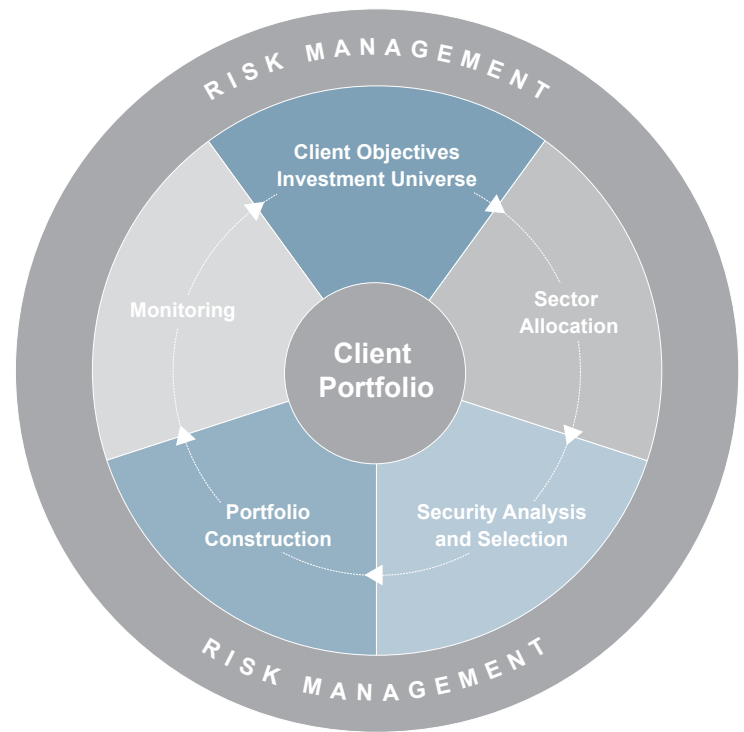 RISK MANAGEMENT
Client Objectives
Investment Universe
Sector
Allocation
Security Analysis
and Selection
Portfolio
Construction
Monitoring
Client
Portfolio
RISK MANAGEMENT